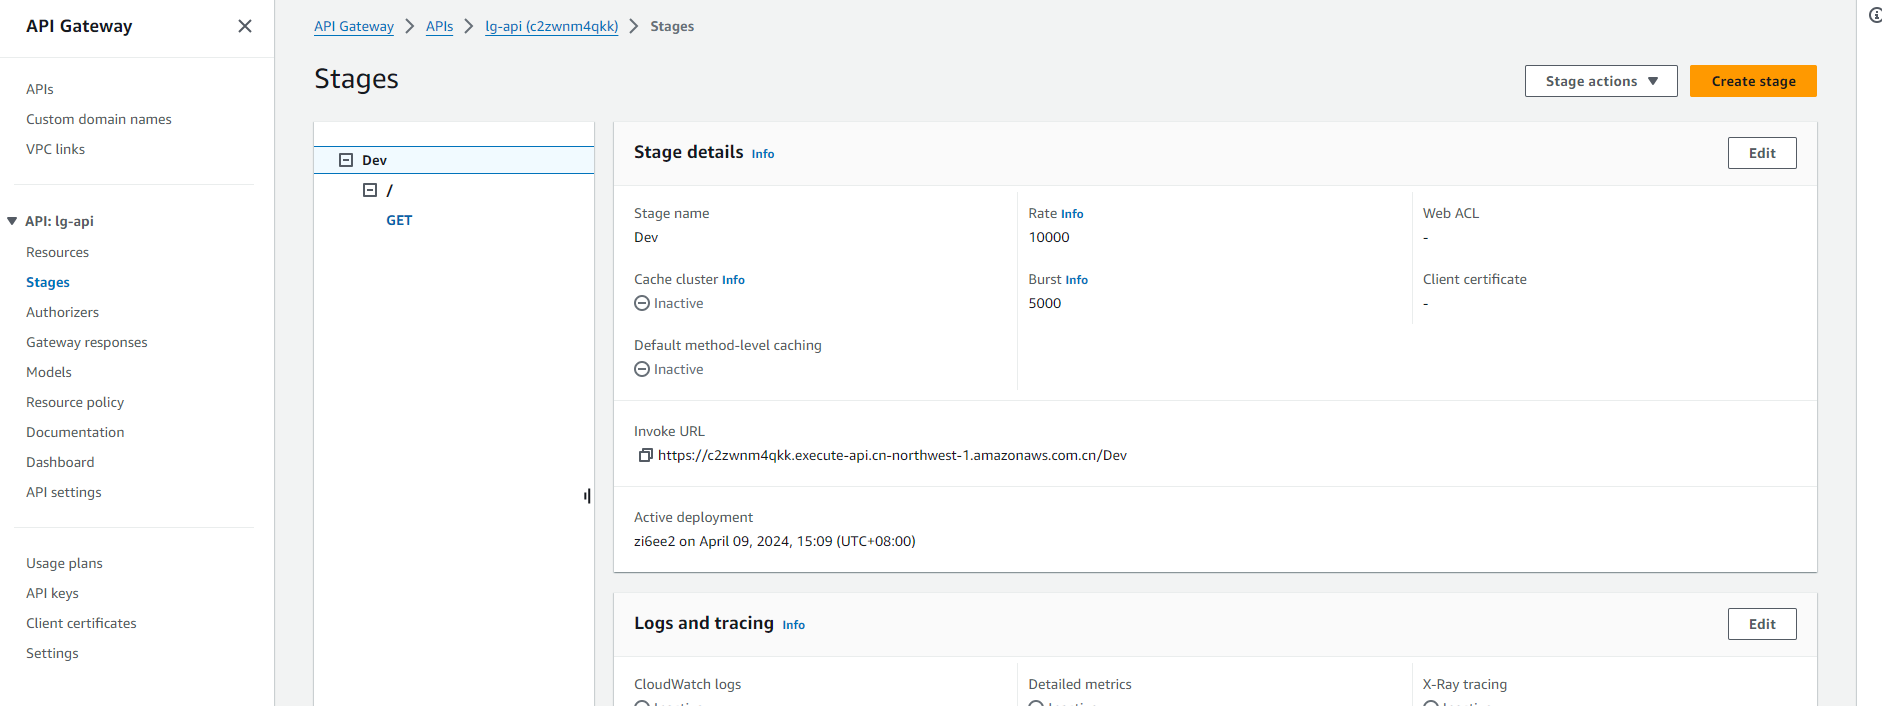 API Gateway
APIs
Custom domain names
VPC links
API: lg-api
Resources
Stages
Authorizers
Gateway responses
Models
Resource policy
Documentation
Dashboard
API settings
Usage plans
API keys
Client certificates
Settings
API Gateway > APIs > lg-api (c2zwnm4qkk) > Stages
Stages
Stage actions
Create stage
Dev
/
GET
Stage details Info
Edit
Stage name
Dev
Rate Info
10000
Web ACL
-
Cache cluster Info
Inactive
Burst Info
5000
Client certificate
-
Default method-level caching
Inactive
Invoke URL
https://c2zwnm4qkk.execute-api.cn-northwest-1.amazonaws.com.cn/Dev
Active deployment
zi6ee2 on April 09, 2024, 15:09 (UTC+08:00)
Logs and tracing Info
Edit
CloudWatch logs
Detailed metrics
X-Ray tracing